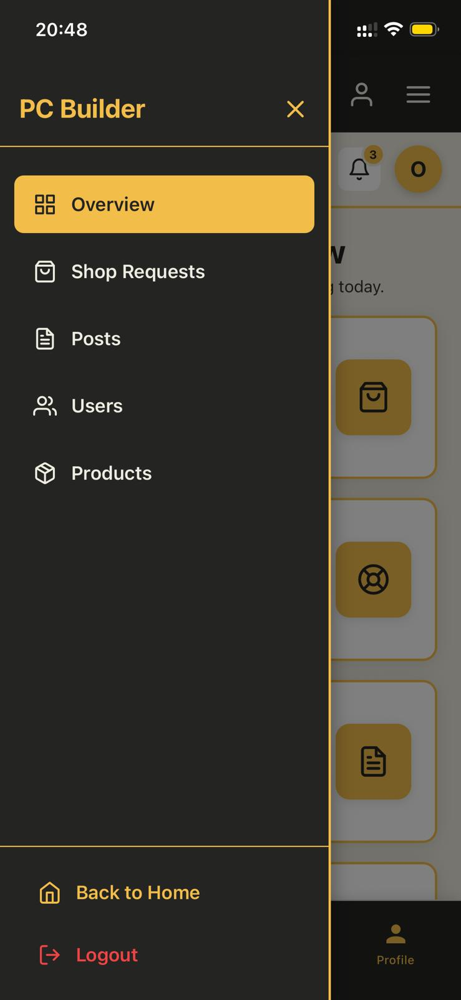 20:48
PC Builder
3
O
Overview
Shop Requests
today.
Posts
Users
Products
Back to Home
Logout
Profile